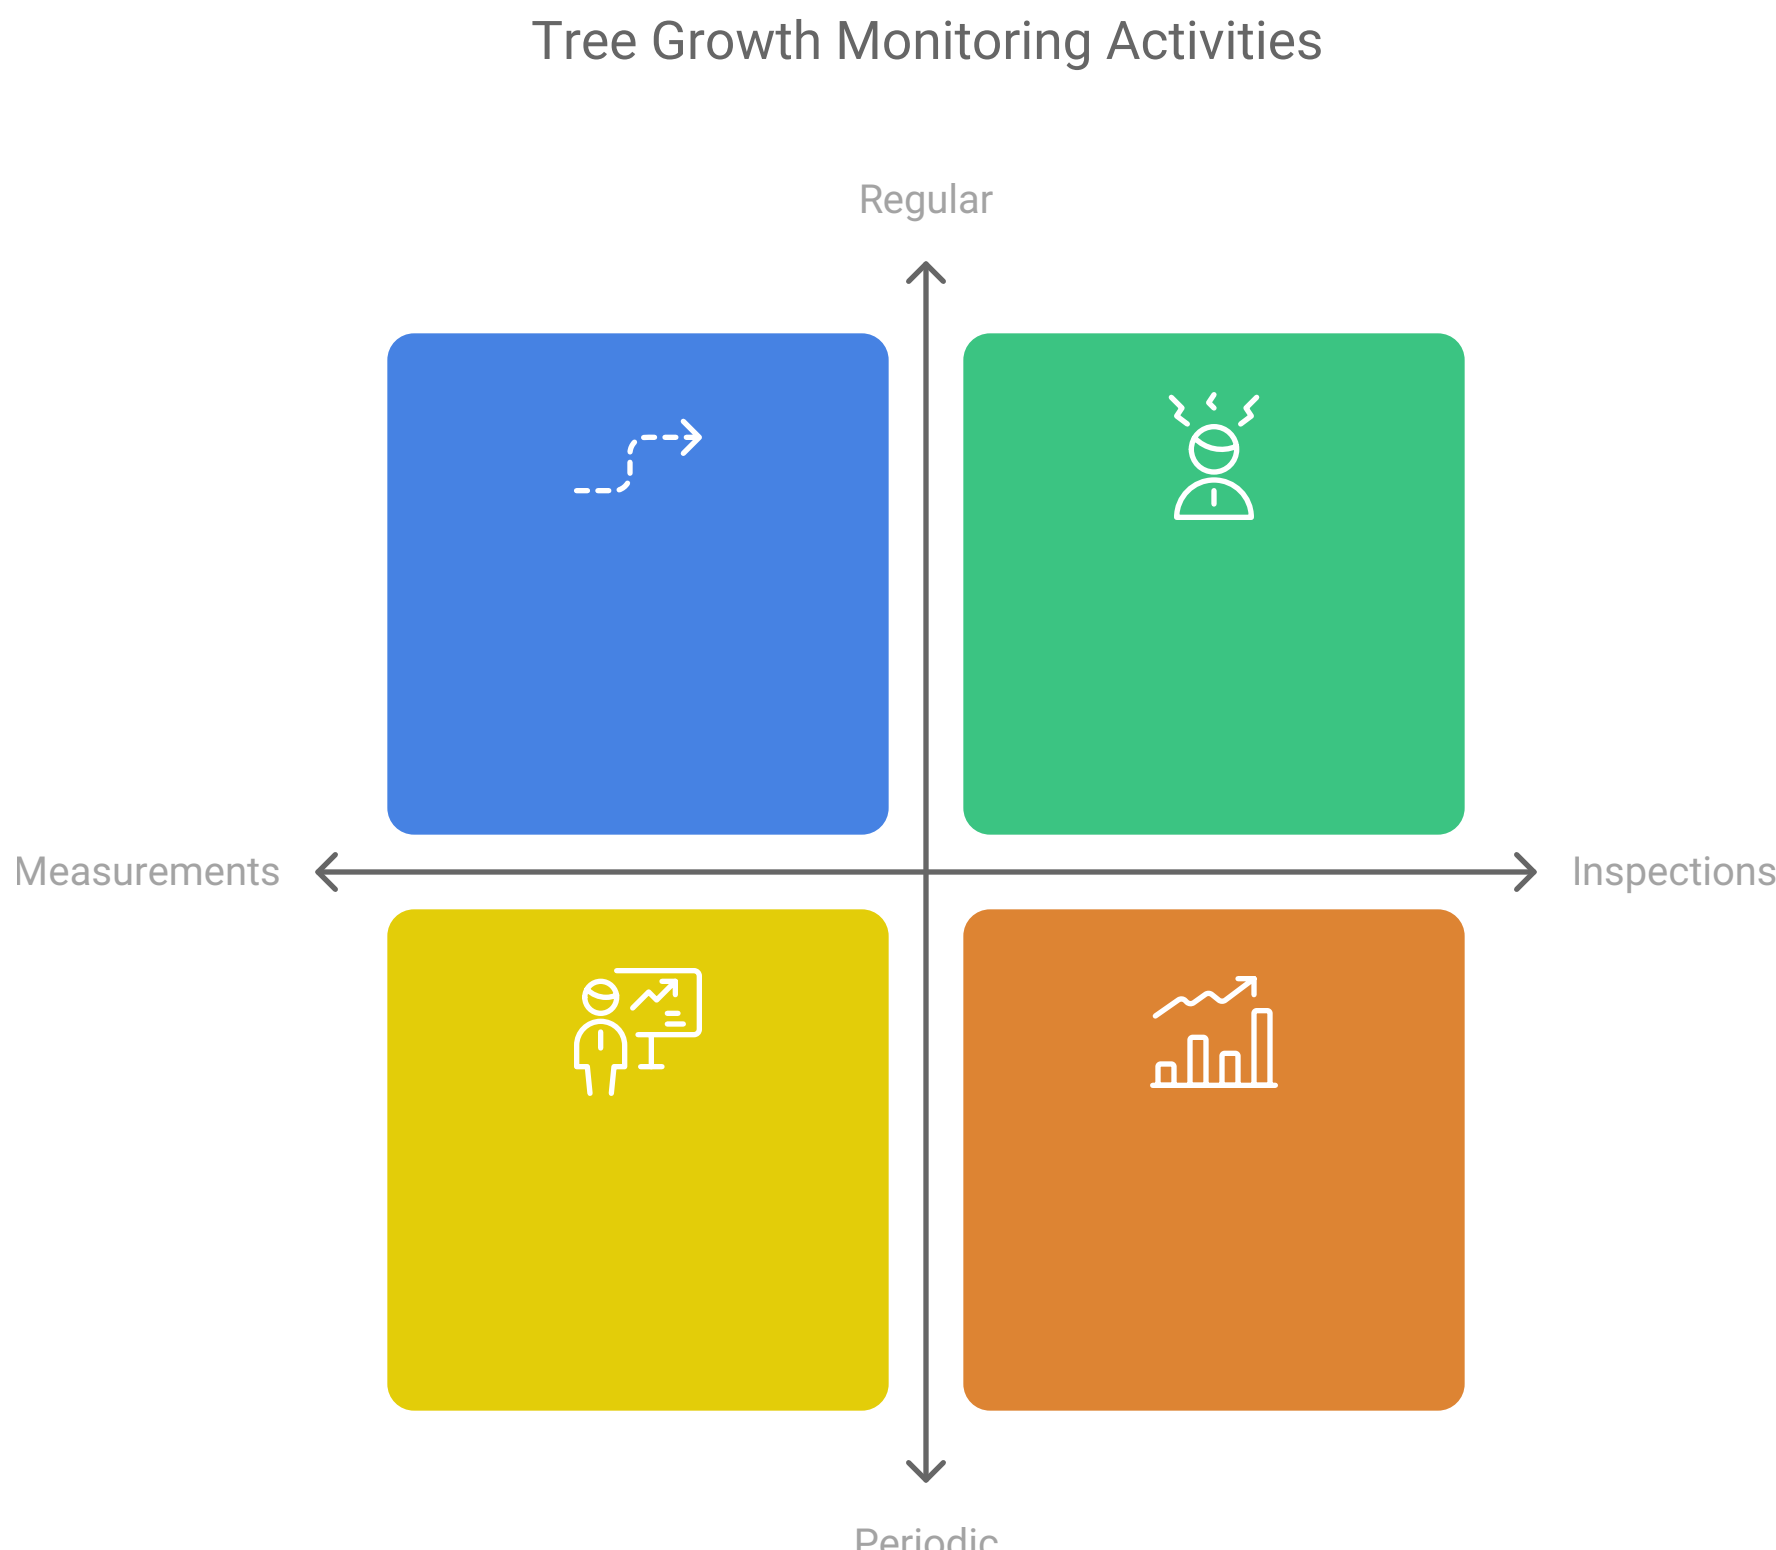 Tree Growth Monitoring Activities
Regular
Measurements
Inspections
Periodic